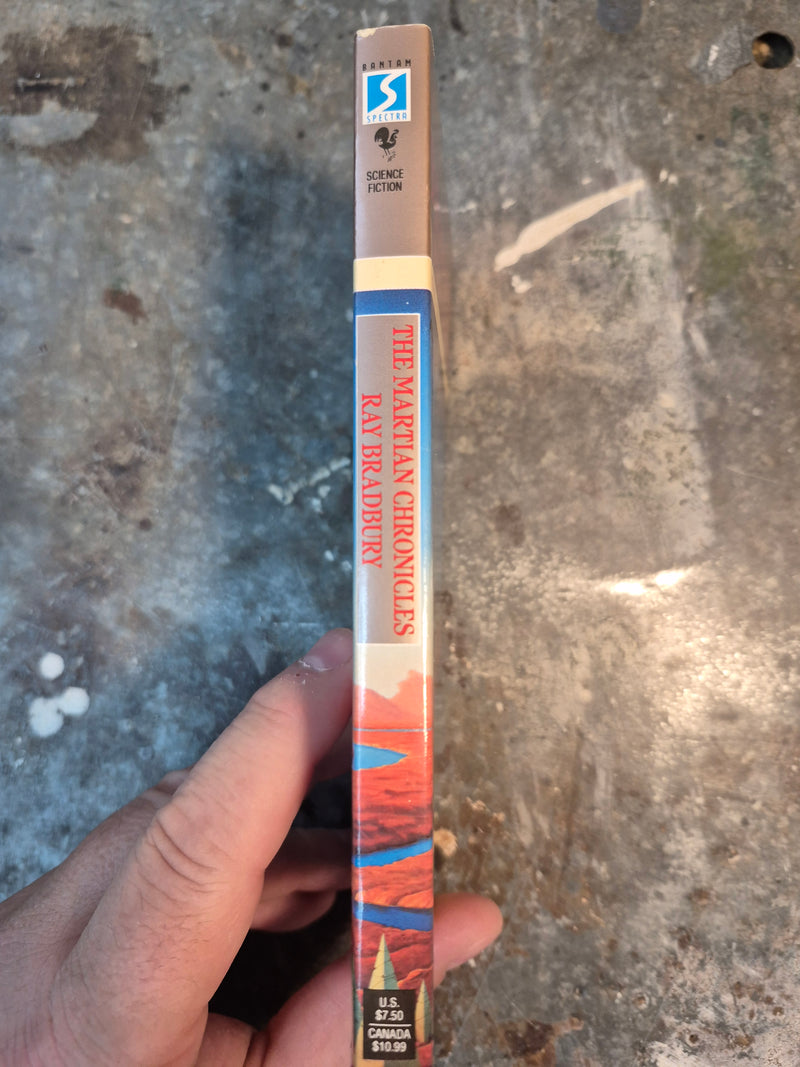 BANTAM
SPECTRA
SCIENCE
FICTION
THE MARTIAN CHRONICLES
RAY BRADBURY
U.S.
$7.50
CANADA
$10.99